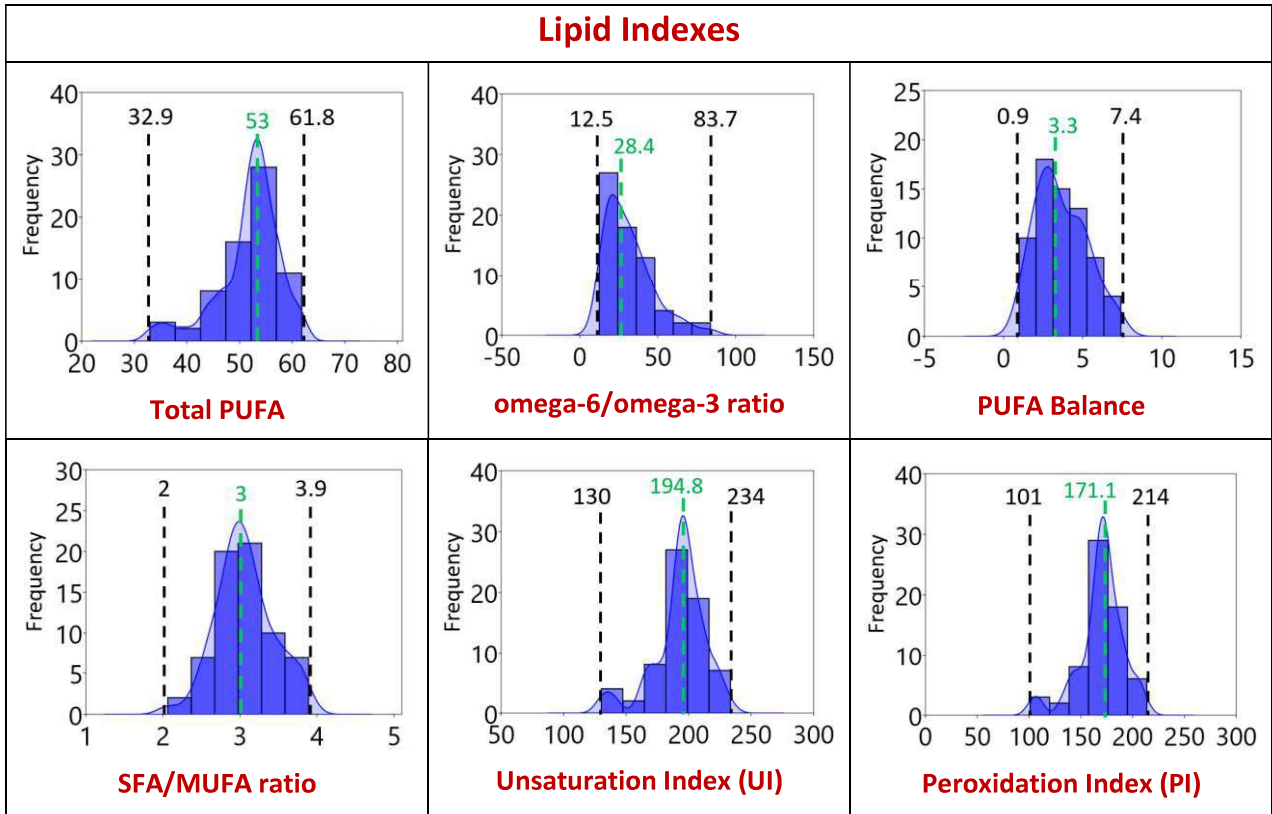 Lipid Indexes
40
30
20
10
0
Frequency
32.9
53
61.8
20 30 40 50 60 70 80
Total PUFA
40
30
20
10
0
Frequency
12.5
28.4
83.7
-50 0 50 100 150
omega-6/omega-3 ratio
25
20
15
10
5
0
Frequency
0.9
3.3
7.4
-5 0 5 10 15
PUFA Balance
30
25
20
15
10
5
0
Frequency
2
3
3.9
1 2 3 4 5
SFA/MUFA ratio
40
30
20
10
0
Frequency
130
194.8
234
50 100 150 200 250 300
Unsaturation Index (UI)
40
30
20
10
0
Frequency
101
171.1
214
0 50 100 150 200 300
Peroxidation Index (PI)